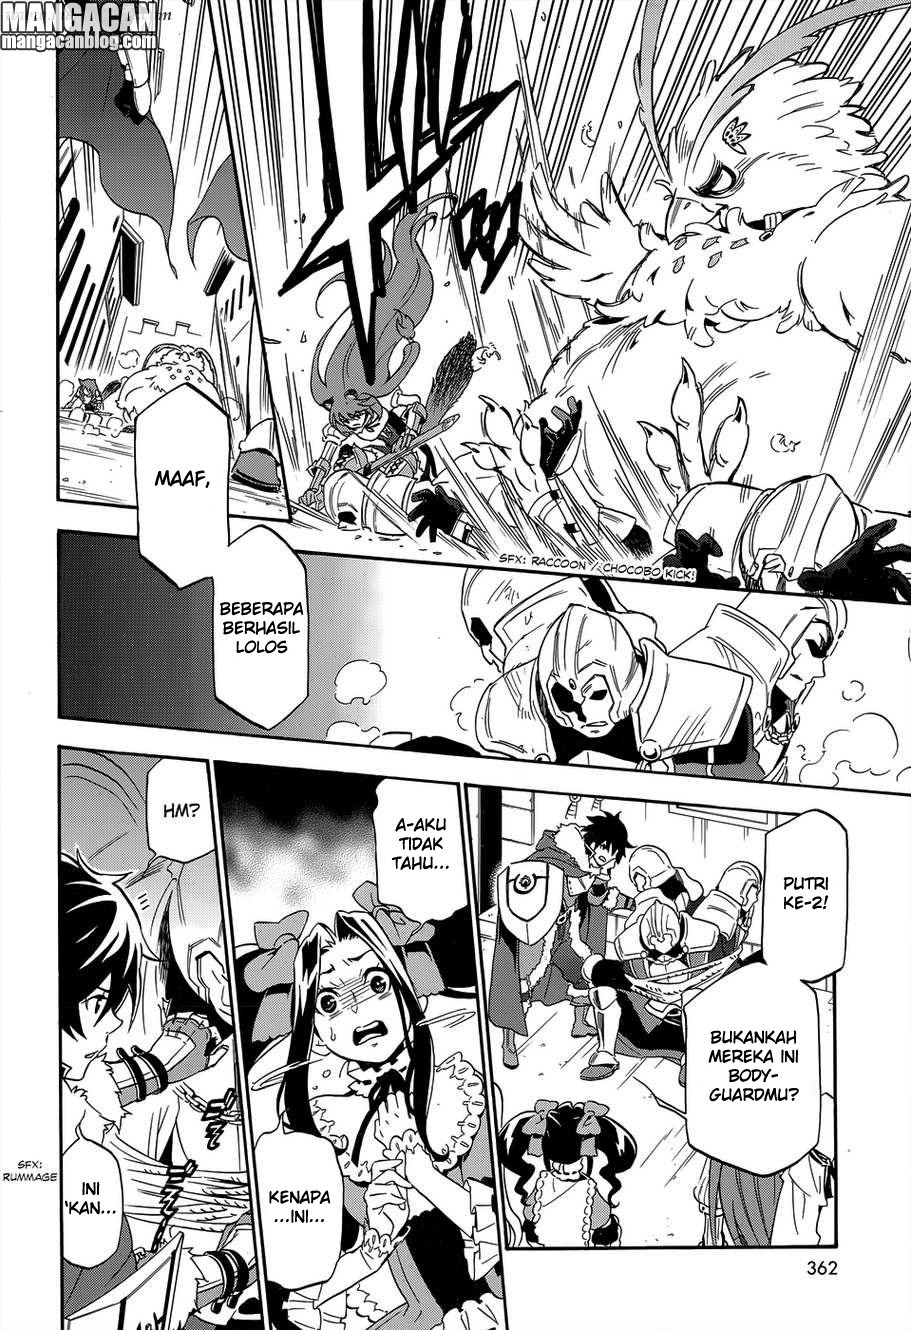 MANGACAN
mangacanblog.com
SFX: RACCOON / CHOCOBO KICK!
MAAF,
BEBERAPA
BERHASIL
LOLOS
PUTRI
KE-2!
BUKANKAH
MEREKA INI
BODY-
GUARDMU?
A-AKU
TIDAK
TAHU...
KENAPA
...INI...
HM?
SFX:
RUMMAGE
INI
'KAN...
362